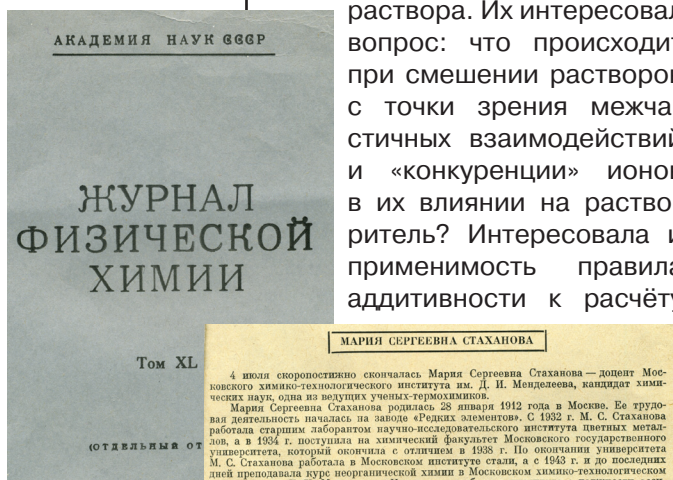 АКАДЕМИЯ НАУК СССР
ЖУРНАЛ
ФИЗИЧЕСКОЙ
ХИМИИ
Том XL
(ОТДЕЛЬНЫЙ ОТ
раствора. Их интересовал
вопрос: что происходит
при смешении растворов
с точки зрения межча
стичных взаимодействий
и «конкуренции» ионов
в их влиянии на раство
ритель? Интересовала и
применимость правила
аддитивности к расчёту
МАРИЯ СЕРГЕЕВНА СТАХАНОВА
4 июля скоропостижно скончалась Мария Сергеевна Стаханова — доцент Мос-
ковского химико-технологического института им. Д. И. Менделеева, кандидат хими-
ческих наук, одна из ведущих ученых-термохимиков.
Мария Сергеевна Стаханова родилась 28 января 1912 года в Москве. Ее трудо-
вая деятельность началась на заводе «Редких элементов». С 1932 г. М. С. Стаханова
работала старшим лаборантом научно-исследовательского института цветных метал-
лов, а в 1934 г. поступила на химический факультет Московского государственного
университета, который окончила с отличием в 1938 г. По окончании университета
М. С. Стаханова работала в Московском институте стали, а с 1943 г. и до последних
дней преподавала курс неорганической химии в Московском химико-технологическом